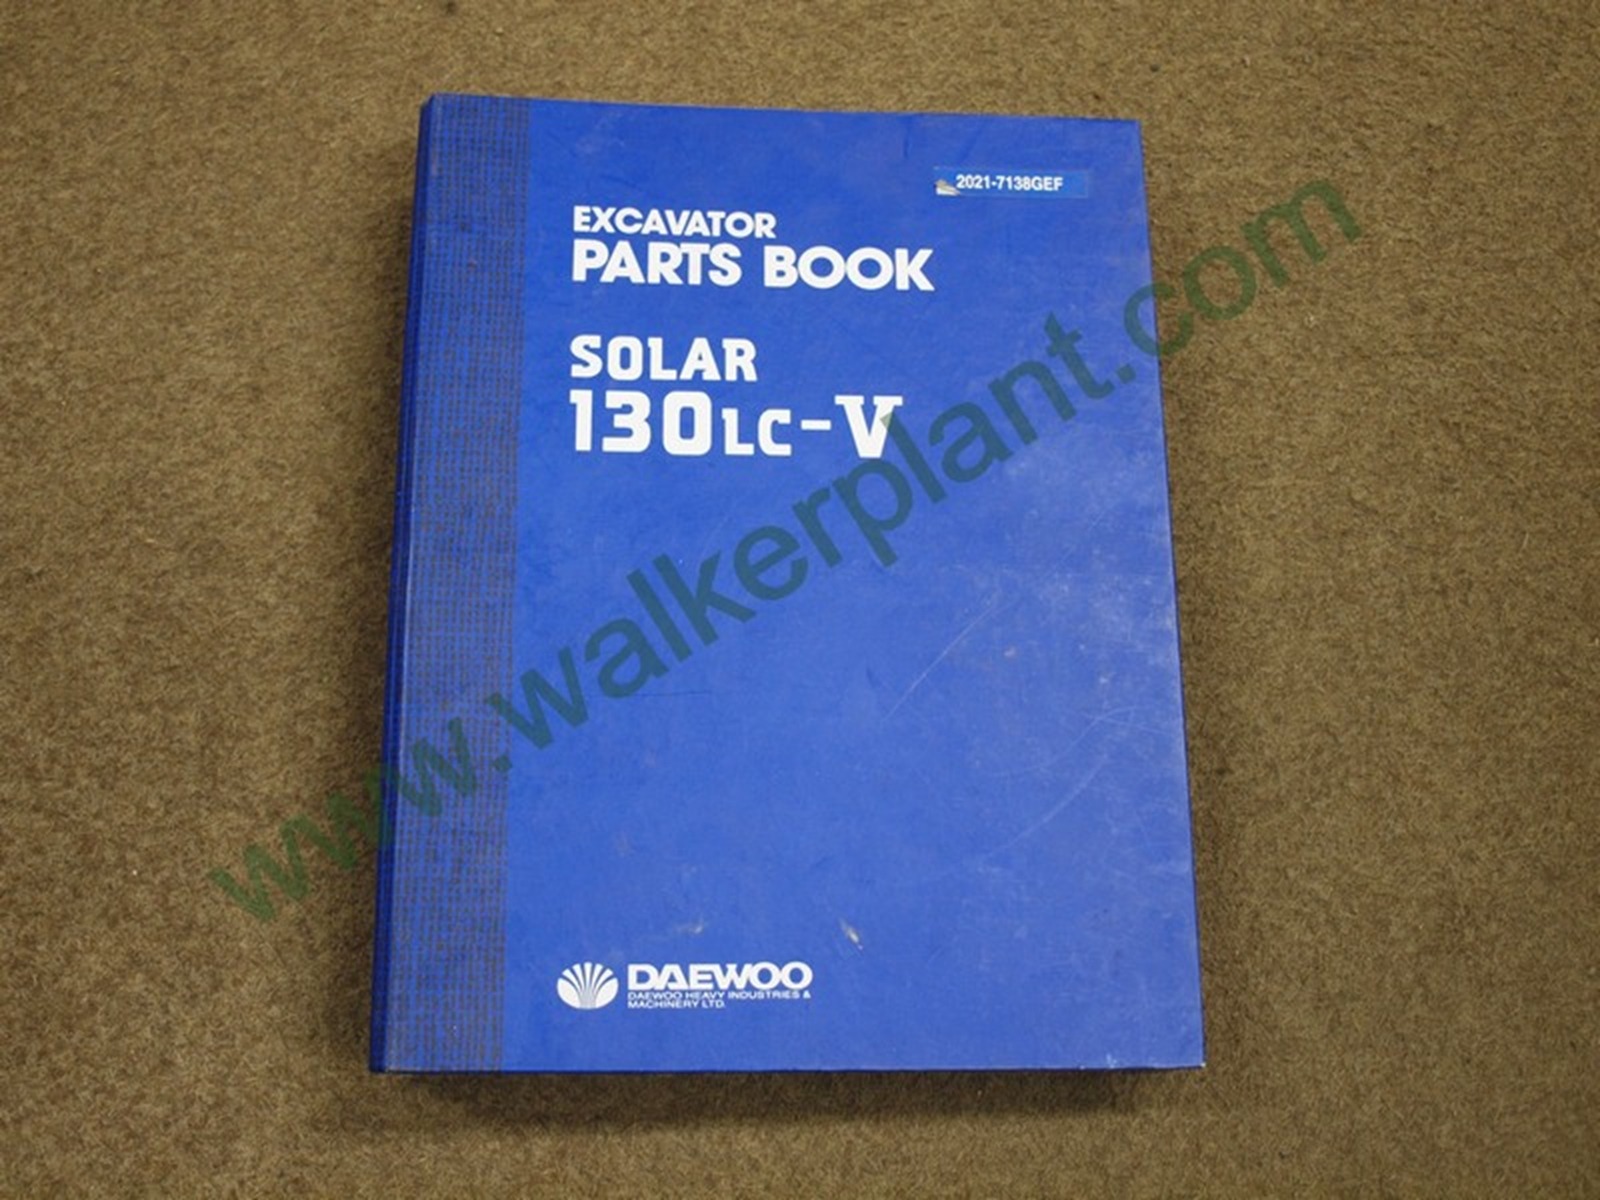 2021-7138GEF
EXCAVATOR
PARTS BOOK
SOLAR
130LC-V
www.walkerplant.com
DAEWOO
DAEWOO HEAVY INDUSTRIES &
MACHINERY LTD.